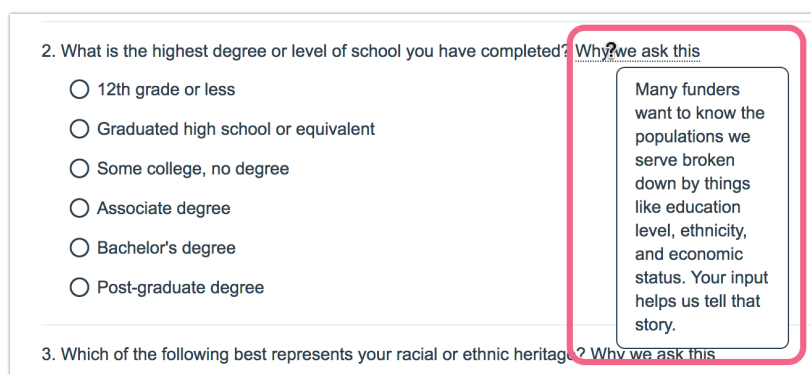 2. What is the highest degree or level of school you have completed? Why we ask this
12th grade or less
Graduated high school or equivalent
Some college, no degree
Associate degree
Bachelor's degree
Post-graduate degree
Many funders
want to know the
populations we
serve broken
down by things
like education
level, ethnicity,
and economic
status. Your input
helps us tell that
story.
3. Which of the following best represents your racial or ethnic heritage? Why we ask this